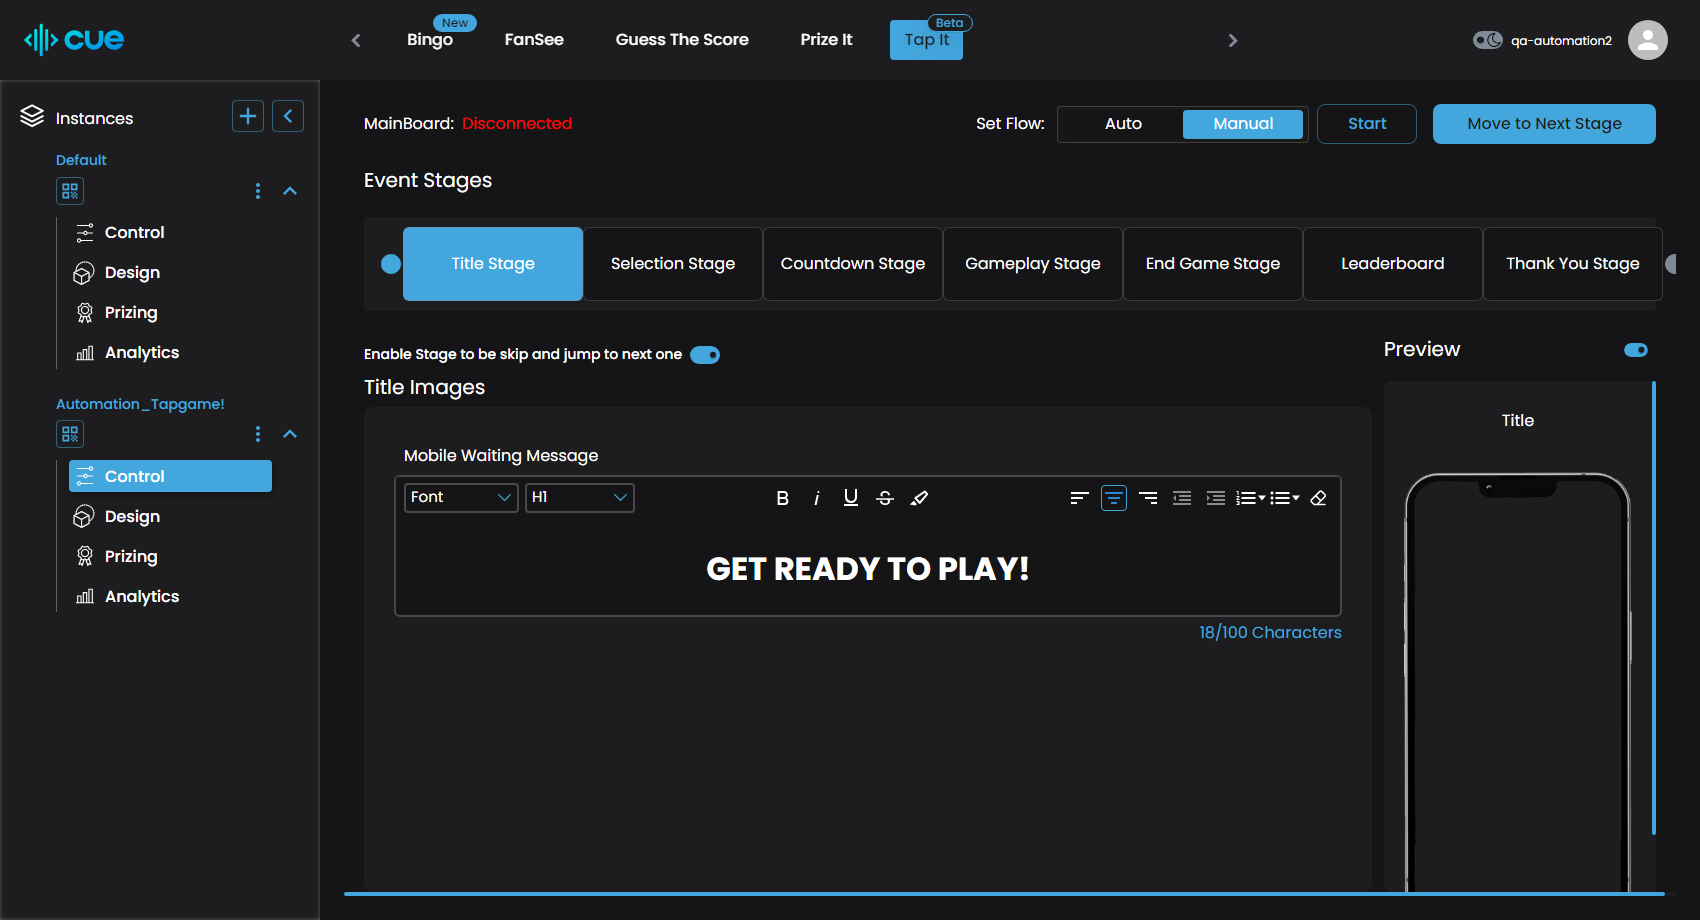 cue
Bingo
New
FanSee
Guess The Score
Prize It
Tap It
Beta
qa-automation2
Instances
Default
Control
Design
Prizing
Analytics
Automation_Tapgame!
Control
Design
Prizing
Analytics
MainBoard: Disconnected
Set Flow:
Auto
Manual
Start
Move to Next Stage
Event Stages
Title Stage
Selection Stage
Countdown Stage
Gameplay Stage
End Game Stage
Leaderboard
Thank You Stage
Enable Stage to be skip and jump to next one
Title Images
Mobile Waiting Message
Font
H1
B
i
U
S
GET READY TO PLAY!
18/100 Characters
Preview
Title